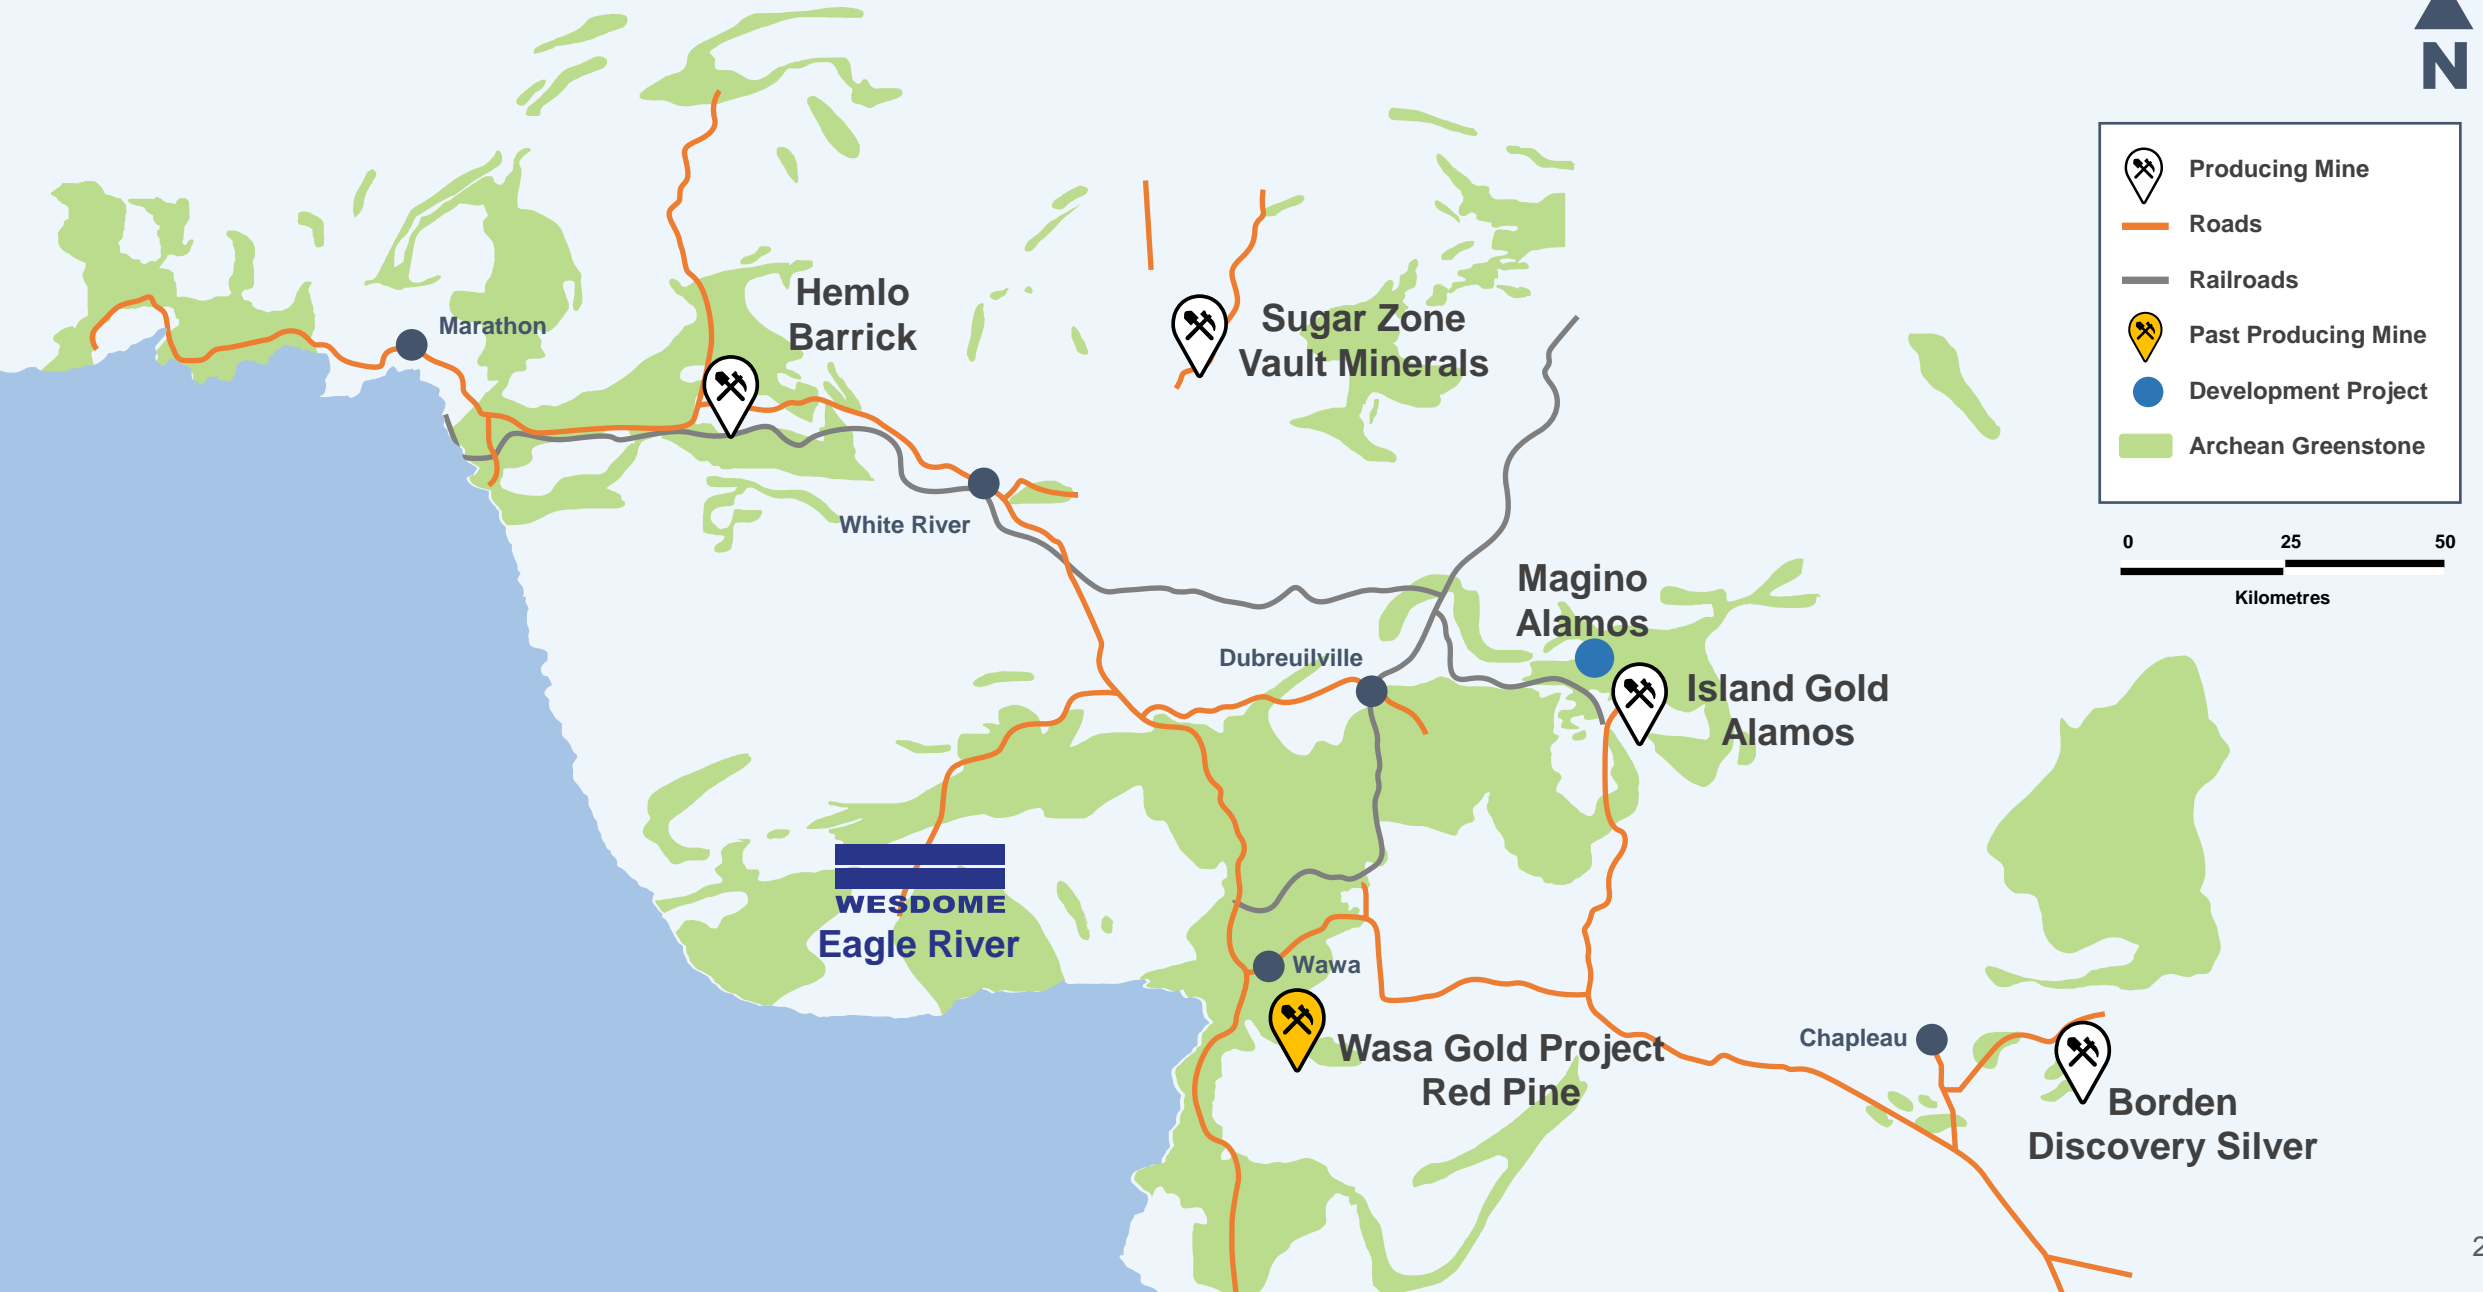 N
Producing Mine
Roads
Railroads
Past Producing Mine
Development Project
Archean Greenstone
0 25 50
Kilometres
Marathon
Hemlo
Barrick
Sugar Zone
Vault Minerals
White River
Magino
Alamos
Dubreuilville
Island Gold
Alamos
WESDOME
Eagle River
Wawa
Wasa Gold Project
Red Pine
Chapleau
Borden
Discovery Silver
2